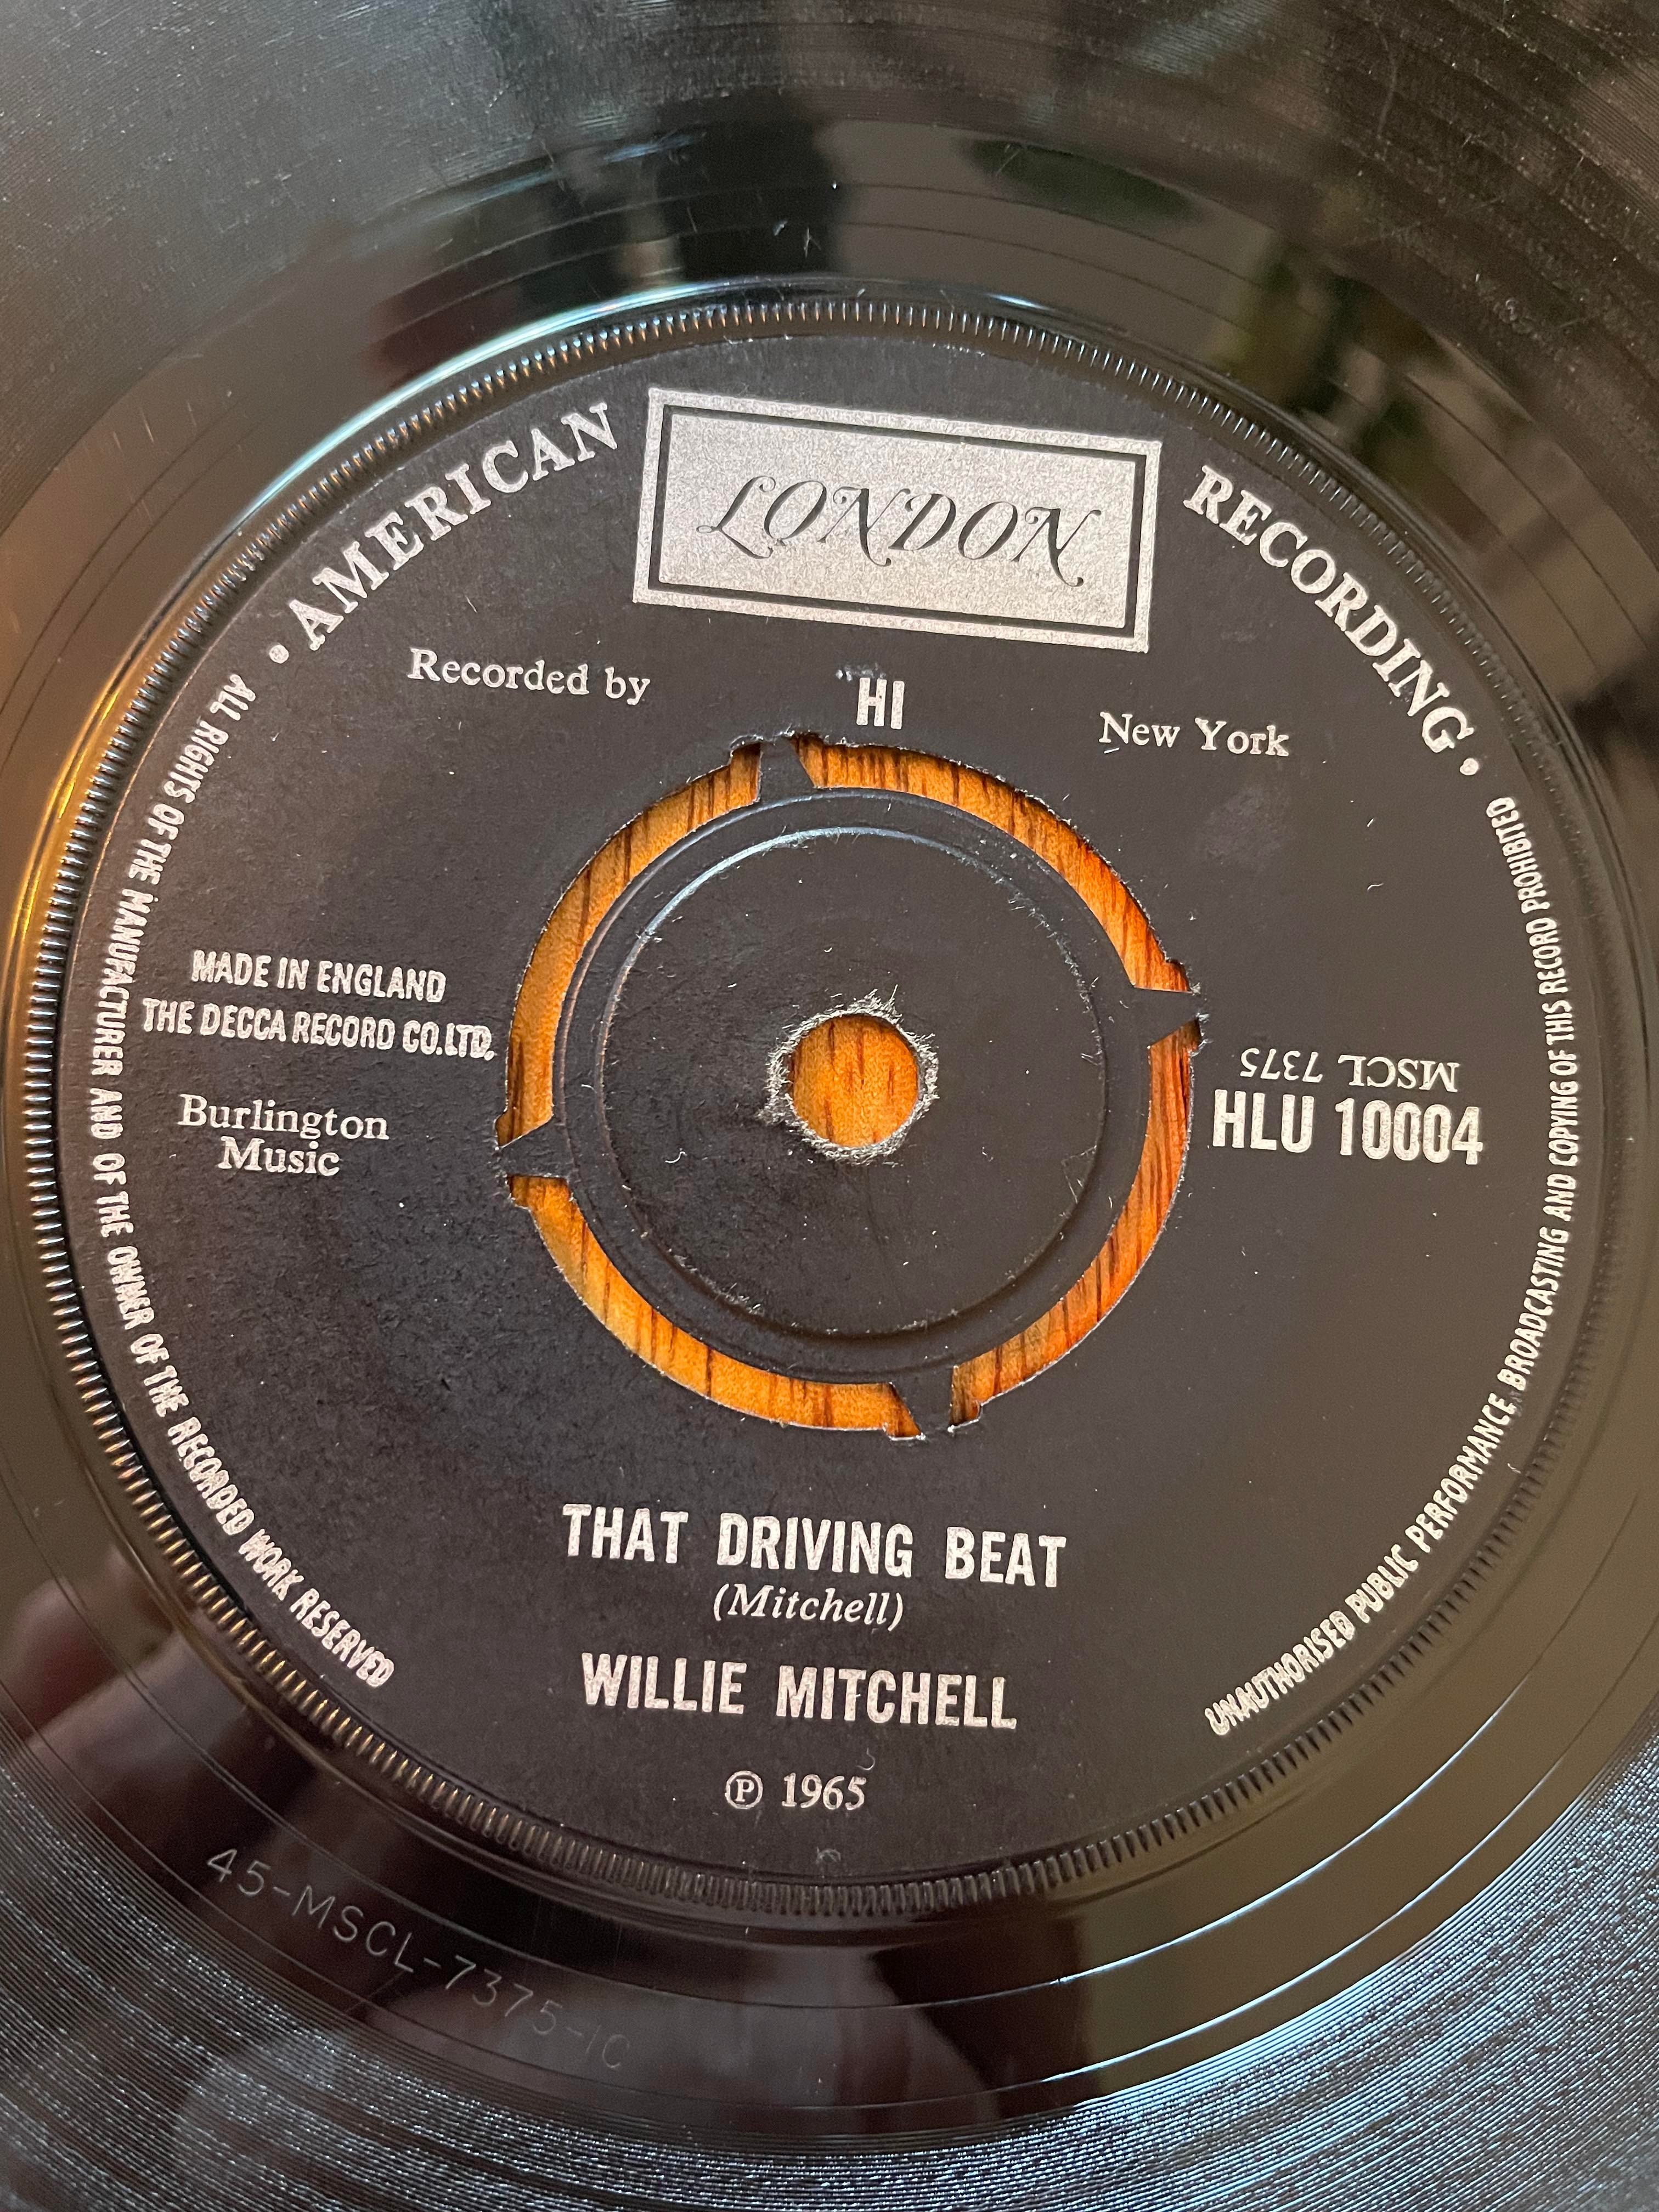 • AMERICAN
LONDON
RECORDING •
Recorded by
HI
New York
MADE IN ENGLAND
THE DECCA RECORD CO.LTD.
Burlington
Music
MSCL 7375
HLU 10004
THAT DRIVING BEAT
(Mitchell)
WILLIE MITCHELL
℗ 1965
ALL RIGHTS OF THE MANUFACTURER AND OF THE OWNER OF THE RECORDED WORK RESERVED
UNAUTHORISED PUBLIC PERFORMANCE BROADCASTING AND COPYING OF THIS RECORD PROHIBITED
45-MSCL-7375-1C